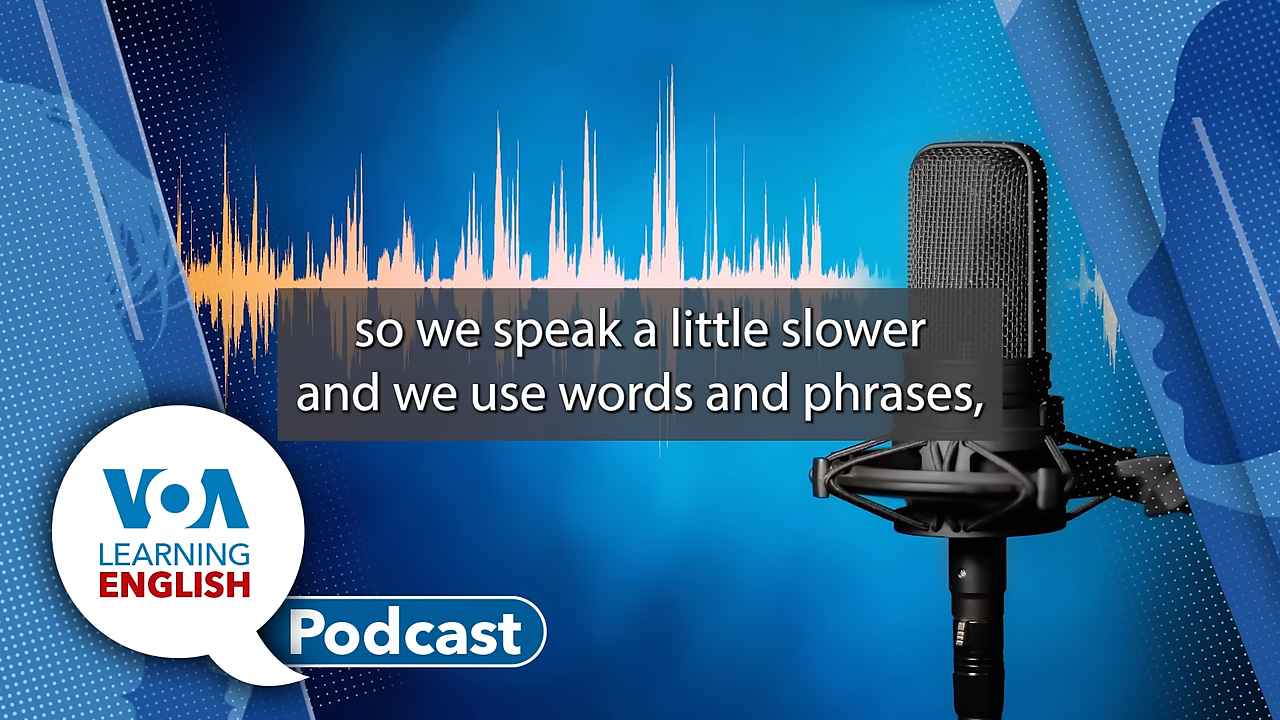 so we speak a little slower
and we use words and phrases,
VOA
LEARNING
ENGLISH
Podcast